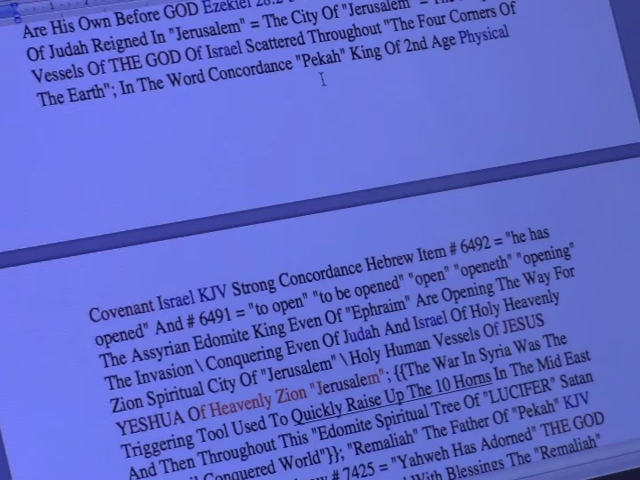 Are His Own Before GOD Ezekiel 28:2
Of Judah Reigned In "Jerusalem" = The City Of "Jerusalem"
Vessels Of THE GOD Of Israel Scattered Throughout "The Four Corners Of
The Earth"; In The Word Concordance "Pekah" King Of 2nd Age Physical
Covenant Israel KJV Strong Concordance Hebrew Item # 6492 = "he has
opened" And # 6491 = "to open" "to be opened" "open" "openeth" "opening"
The Assyrian Edomite King Even Of "Ephraim" Are Opening The Way For
The Invasion \ Conquering Even Of Judah And Israel Of Holy Heavenly
Zion Spiritual City Of "Jerusalem" \ Holy Human Vessels Of JESUS
YESHUA Of Heavenly Zion "Jerusalem"; {{The War In Syria Was The
Triggering Tool Used To Quickly Raise Up The 10 Horns In The Mid East
And Then Throughout This "Edomite Spiritual Tree Of "LUCIFER" Satan
Conquered World"}}; "Remaliah" The Father Of "Pekah" KJV
# 7425 = "Yahweh Has Adorned" THE GOD
With Blessings The "Remaliah"